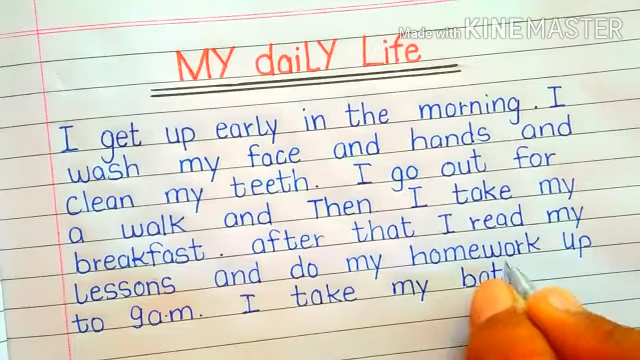 Made with KINEMASTER
MY daiLY Life
I get up early in the morning. I
wash my face and hands and
clean my teeth. I go out for
a walk and Then I take my
breakfast. after that I read my
lessons and do my homework up
to 9a.m. I take my bat